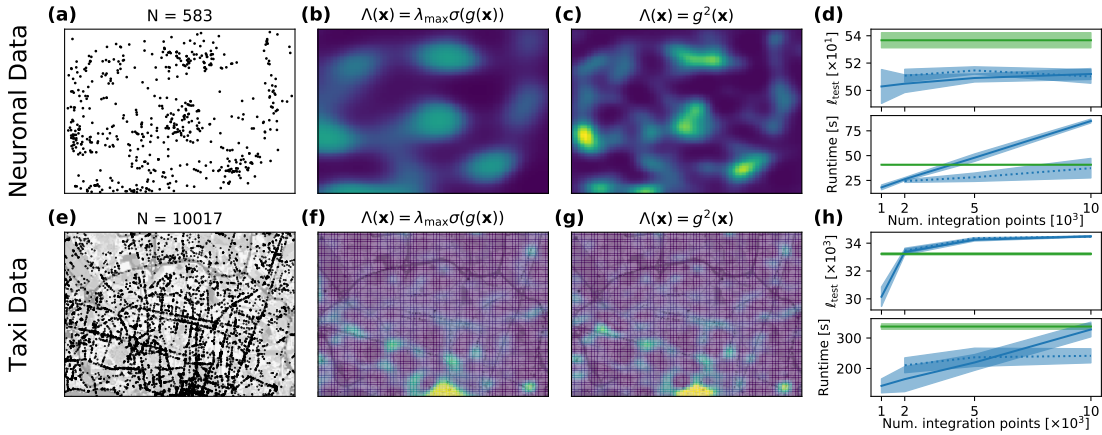 Neuronal Data
(a)
N = 583
(b)
Λ(x) = λmaxσ(g(x))
(c)
Λ(x) = g²(x)
(d)
54
51
50
ℓtest [×10¹]
75
50
25
Runtime [s]
1 2 5 10
Num. integration points [10³]
Taxi Data
(e)
N = 10017
(f)
Λ(x) = λmaxσ(g(x))
(g)
Λ(x) = g²(x)
(h)
34
32
30
ℓtest [×10³]
300
200
Runtime [s]
1 2 5 10
Num. integration points [×10³]